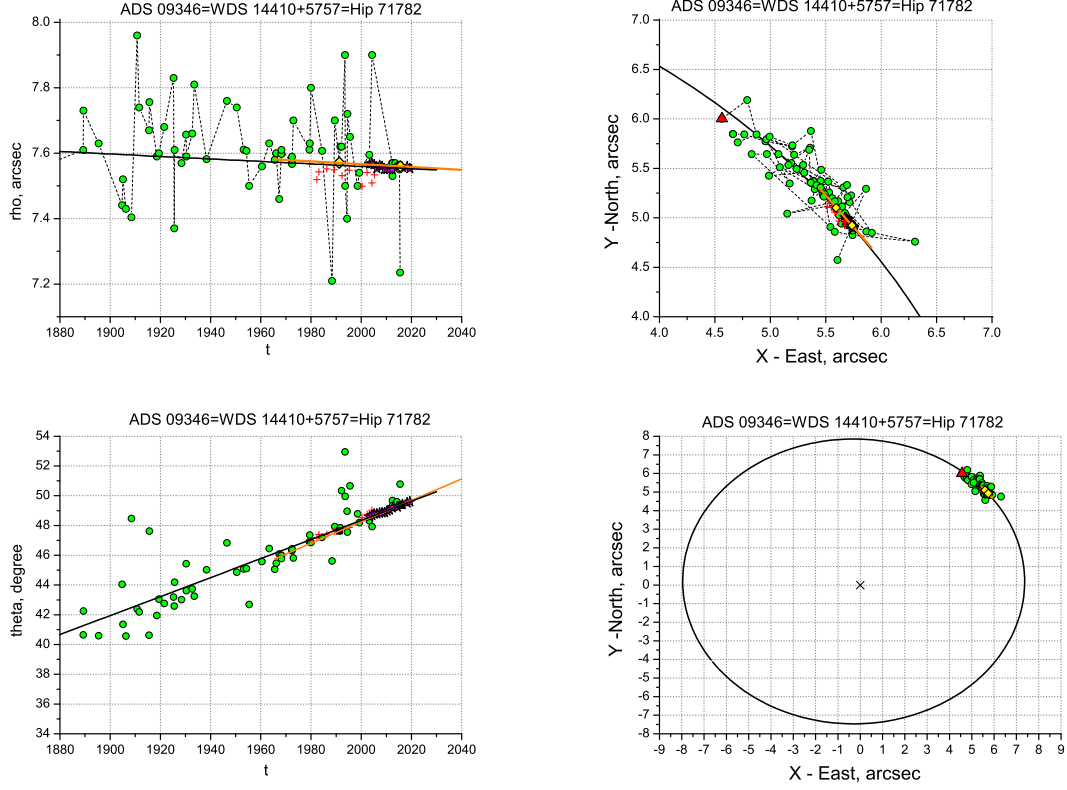 ADS 09346=WDS 14410+5757=Hip 71782
8.0
7.8
7.6
7.4
7.2
rho, arcsec
1880 1900 1920 1940 1960 1980 2000 2020 2040
t
ADS 09346=WDS 14410+5757=Hip 71782
7.0
6.5
6.0
5.5
5.0
4.5
4.0
Y -North, arcsec
4.0 4.5 5.0 5.5 6.0 6.5 7.0
X - East, arcsec
ADS 09346=WDS 14410+5757=Hip 71782
54
52
50
48
46
44
42
40
38
36
34
theta, degree
1880 1900 1920 1940 1960 1980 2000 2020 2040
t
ADS 09346=WDS 14410+5757=Hip 71782
8
7
6
5
4
3
2
1
0
-1
-2
-3
-4
-5
-6
-7
-8
Y -North, arcsec
-9 -8 -7 -6 -5 -4 -3 -2 -1 0 1 2 3 4 5 6 7 8 9
X - East, arcsec